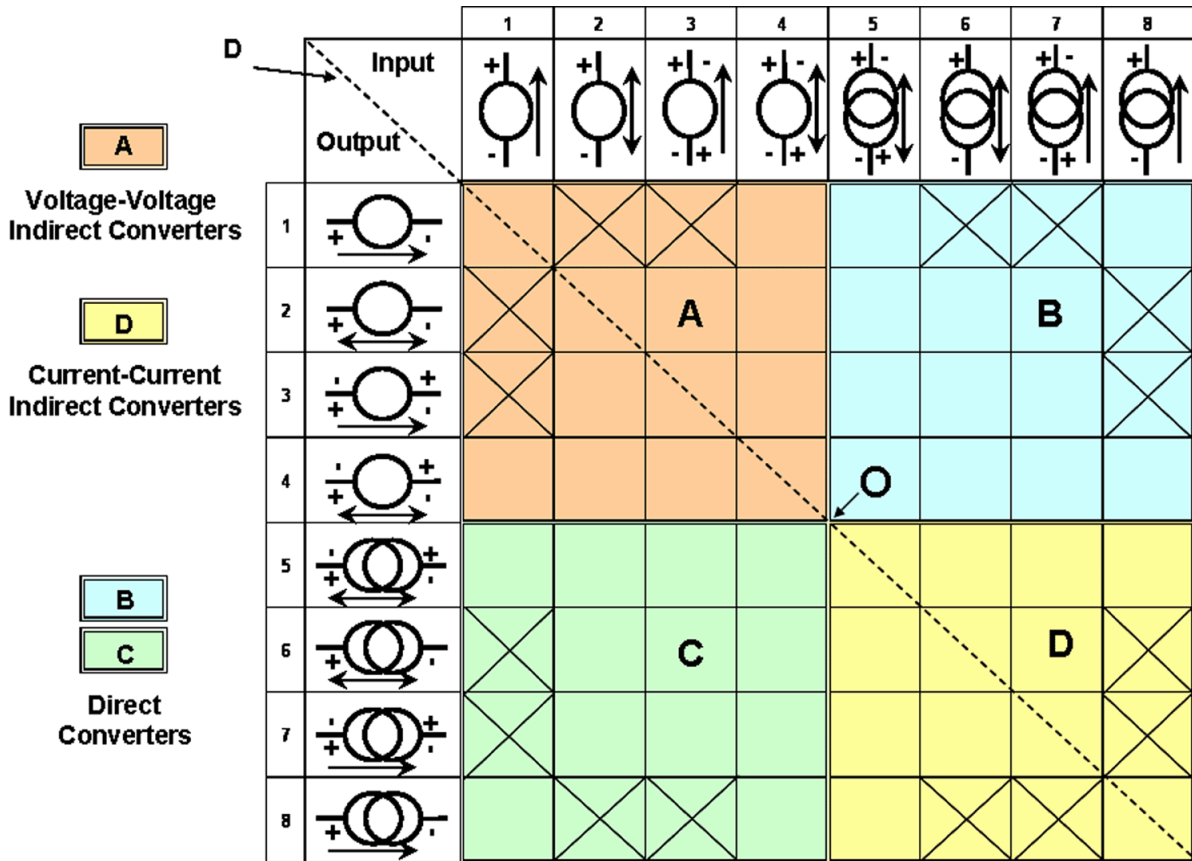 1 2 3 4 5 6 7 8
D
Input
Output
+ + + - + - + - + + - +
- - - + - + - + - - + -
A
Voltage-Voltage
Indirect Converters
D
Current-Current
Indirect Converters
B
C
Direct
Converters
1
+ -
2
+ -
A
B
3
- +
+ -
4
- +
+ -
O
5
- +
+ -
6
+ -
C
D
7
- +
+ -
8
+ -